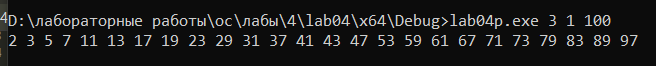 D:\лабораторные работы\ос\лабы\4\lab04\x64\Debug>lab04p.exe 3 1 100
2 3 5 7 11 13 17 19 23 29 31 37 41 43 47 53 59 61 67 71 73 79 83 89 97